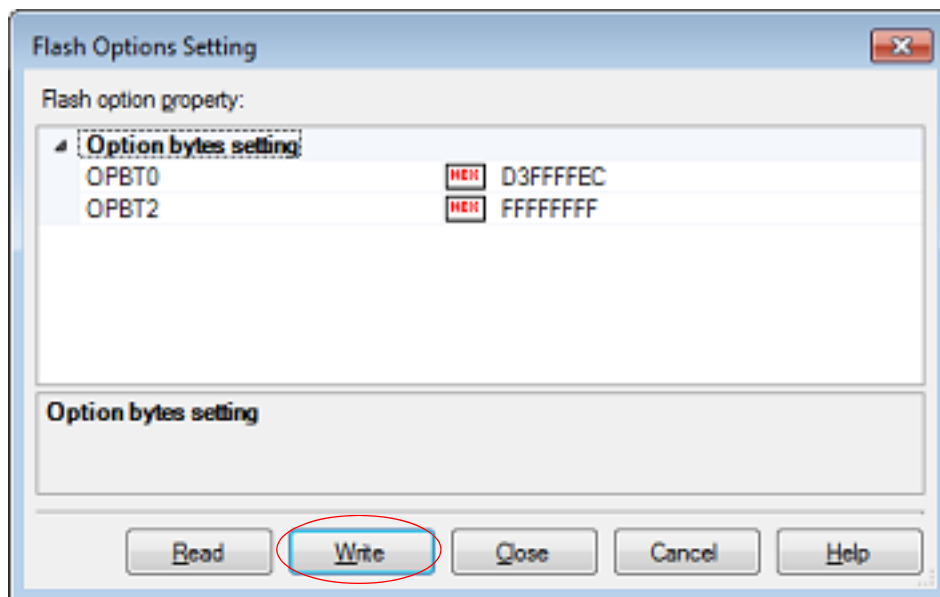 Flash Options Setting
Flash option property:
Option bytes setting
OPBT0 HEX D3FFFFEC
OPBT2 HEX FFFFFFFF
Option bytes setting
Read Write Close Cancel Help